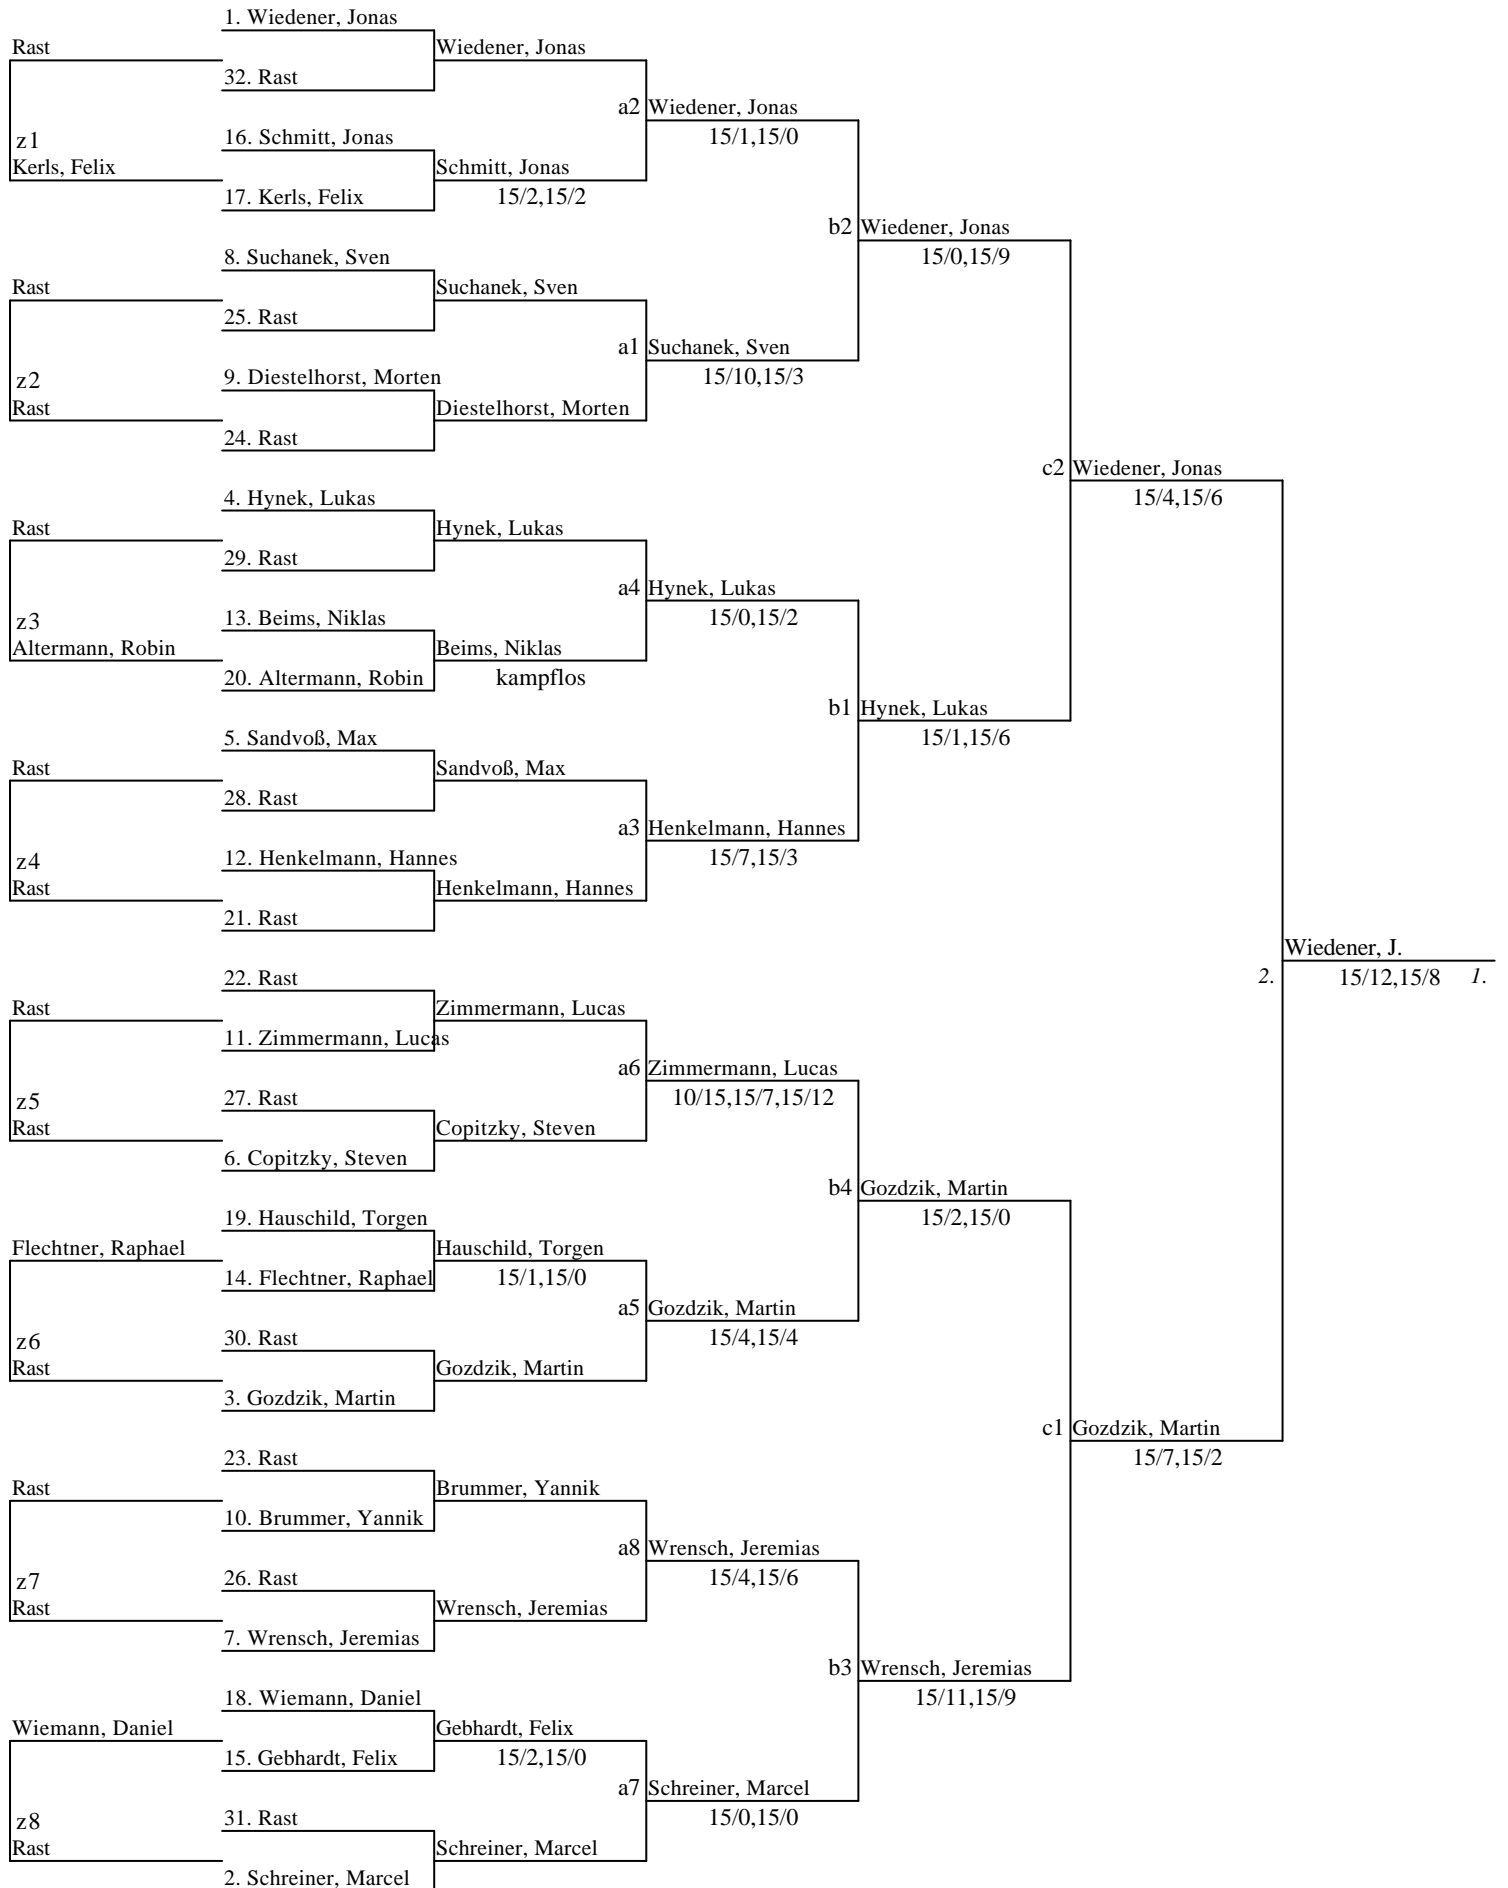 1. Wiedener, Jonas
Rast
Wiedener, Jonas
32. Rast
a2 Wiedener, Jonas
15/1,15/0
z1
16. Schmitt, Jonas
Kerls, Felix
Schmitt, Jonas
17. Kerls, Felix
15/2,15/2
b2 Wiedener, Jonas
15/0,15/9
8. Suchanek, Sven
Rast
Suchanek, Sven
25. Rast
a1 Suchanek, Sven
15/10,15/3
z2
9. Diestelhorst, Morten
Rast
Diestelhorst, Morten
24. Rast
c2 Wiedener, Jonas
15/4,15/6
4. Hynek, Lukas
Rast
Hynek, Lukas
29. Rast
a4 Hynek, Lukas
15/0,15/2
z3
13. Beims, Niklas
Altermann, Robin
Beims, Niklas
20. Altermann, Robin
kampflos
b1 Hynek, Lukas
15/1,15/6
5. Sandvoß, Max
Rast
Sandvoß, Max
28. Rast
a3 Henkelmann, Hannes
15/7,15/3
z4
12. Henkelmann, Hannes
Rast
Henkelmann, Hannes
21. Rast
Wiedener, J.
2.
15/12,15/8
1.
22. Rast
Rast
Zimmermann, Lucas
11. Zimmermann, Lucas
a6 Zimmermann, Lucas
10/15,15/7,15/12
z5
27. Rast
Rast
Copitzky, Steven
6. Copitzky, Steven
b4 Gozdzik, Martin
15/2,15/0
19. Hauschild, Torgen
Flechtner, Raphael
Hauschild, Torgen
14. Flechtner, Raphael
15/1,15/0
a5 Gozdzik, Martin
15/4,15/4
z6
30. Rast
Rast
Gozdzik, Martin
3. Gozdzik, Martin
c1 Gozdzik, Martin
15/7,15/2
23. Rast
Rast
Brummer, Yannik
10. Brummer, Yannik
a8 Wrensch, Jeremias
15/4,15/6
z7
26. Rast
Rast
Wrensch, Jeremias
7. Wrensch, Jeremias
b3 Wrensch, Jeremias
15/11,15/9
18. Wiemann, Daniel
Wiemann, Daniel
Gebhardt, Felix
15. Gebhardt, Felix
15/2,15/0
a7 Schreiner, Marcel
15/0,15/0
z8
31. Rast
Rast
Schreiner, Marcel
2. Schreiner, Marcel